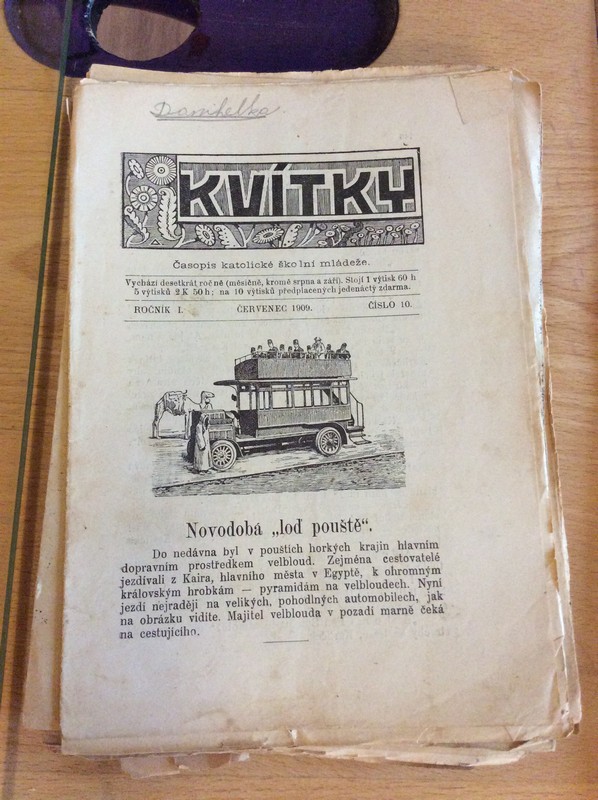 Danihelka
KVÍTKY
Časopis katolické školní mládeže.
Vychází desetkrát ročně (měsíčně, kromě srpna a září). Stojí 1 výtisk 60 h
5 výtisků 2 K 50 h; na 10 výtisků předplacených jedenáctý zdarma.
ROČNÍK I. ČERVENEC 1909. ČÍSLO 10.
Novodobá „loď pouště“.
Do nedávna byl v pouštích horkých krajin hlavním
dopravním prostředkem velbloud. Zejména cestovatelé
jezdívali z Kaira, hlavního města v Egyptě, k ohromným
královským hrobkám — pyramidám na velbloudech. Nyní
jezdí nejraději na velikých, pohodlných automobilech, jak
na obrázku vidíte. Majitel velblouda v pozadí marně čeká
na cestujícího.